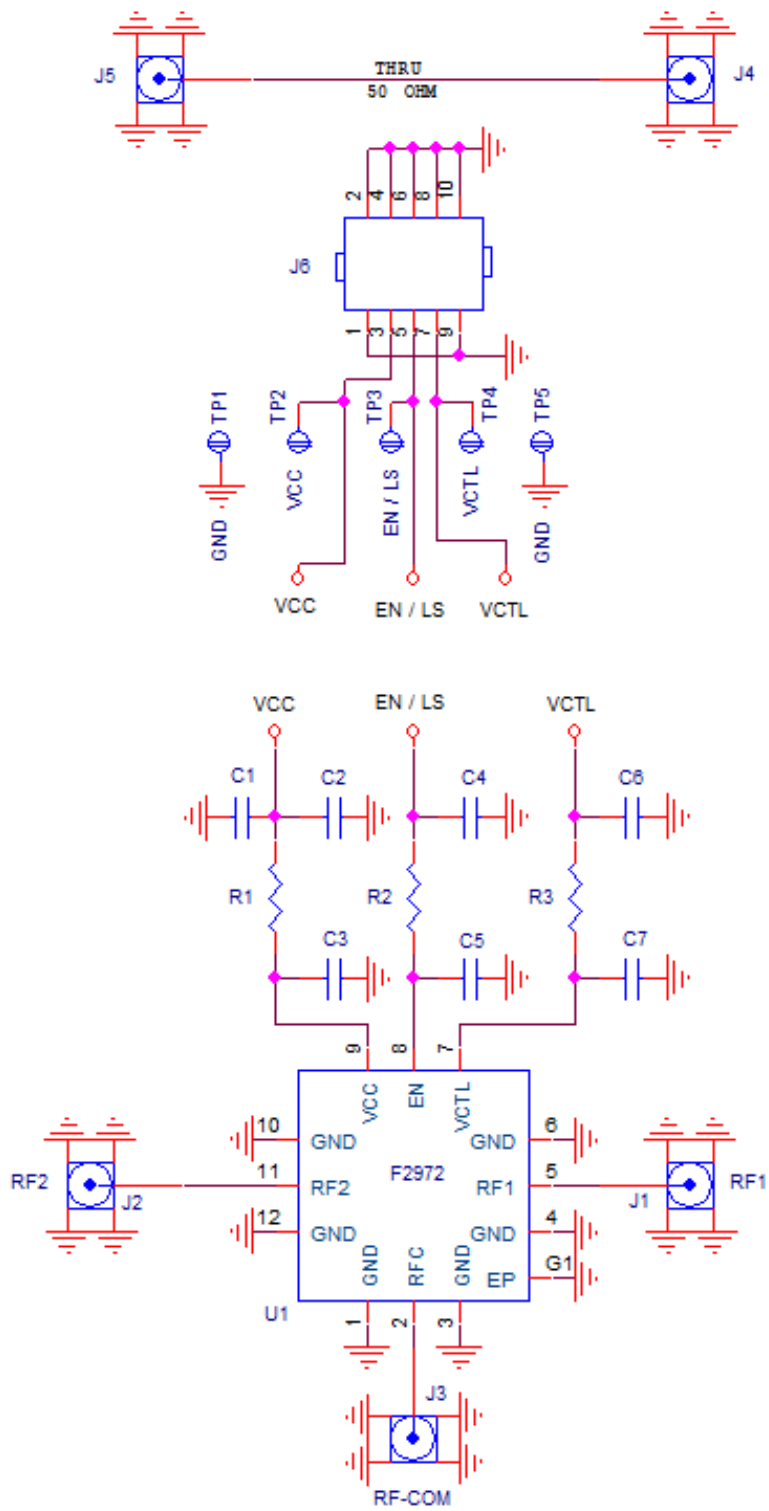 J5
THRU
50 OHM
J4
2
4
6
8
10
J6
1
3
5
7
9
TP1
TP2
TP3
TP4
TP5
GND
VCC
EN / LS
VCTL
GND
VCC
EN / LS
VCTL
VCC
EN / LS
VCTL
C1
C2
C4
C6
R1
R2
R3
C3
C5
C7
9
8
7
VCC
EN
VCTL
10
GND
GND
6
RF2
J2
11
RF2
F2972
RF1
5
J1
RF1
12
GND
GND
4
GND
RFC
GND
EP
G1
U1
1
2
3
J3
RF-COM